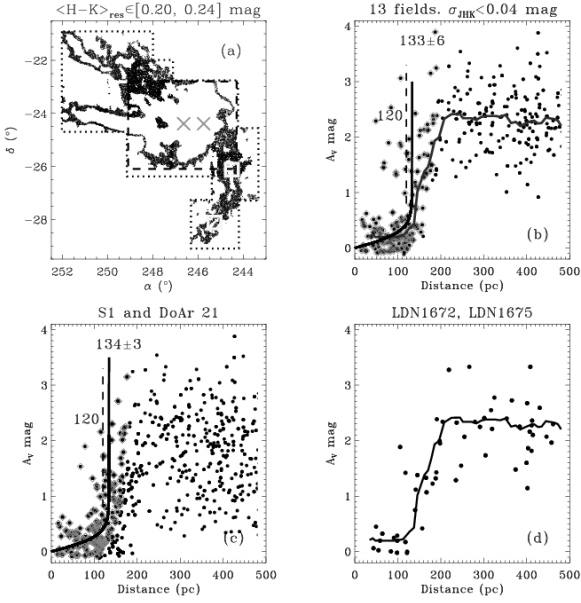 <H−K>res∈[0.20, 0.24] mag
13 fields. σJHK<0.04 mag
(a)
−22
−24
−26
−28
δ (°)
252
250
248
246
244
α (°)
133±6
120
4
3
2
1
0
AV mag
(b)
0
100
200
300
400
500
Distance (pc)
S1 and DoAr 21
LDN1672, LDN1675
134±3
120
4
3
2
1
0
AV mag
(c)
0
100
200
300
400
500
Distance (pc)
4
3
2
1
0
AV mag
(d)
0
100
200
300
400
500
Distance (pc)